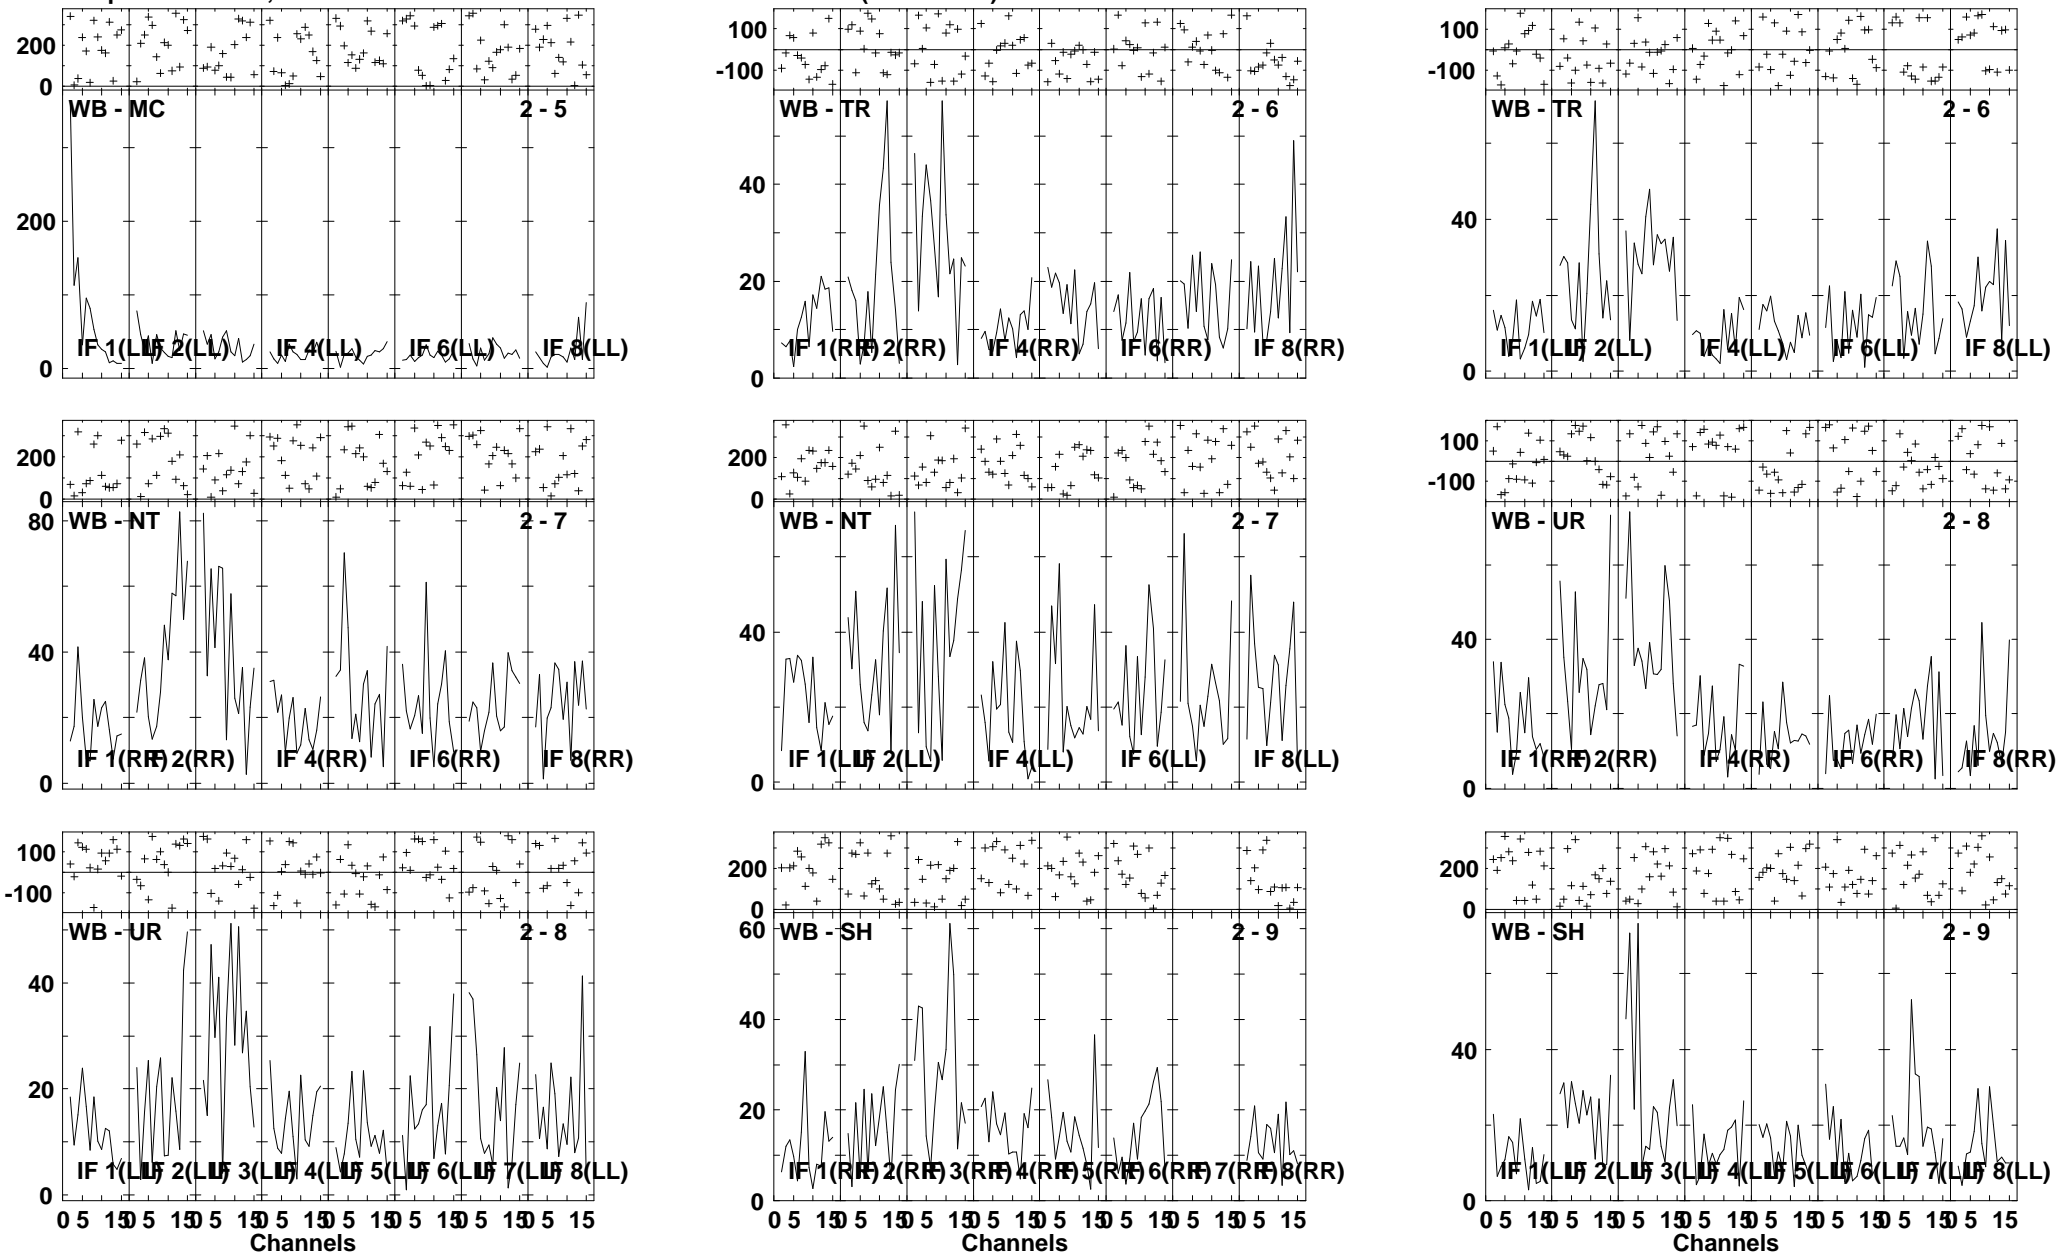 200
0
WB - MC 2 - 5
200
0
IF 1(LL) IF 2(LL) IF 4(LL) IF 6(LL) IF 8(LL)
100
-100
WB - TR 2 - 6
40
20
0
IF 1(RR) IF 2(RR) IF 4(RR) IF 6(RR) IF 8(RR)
100
-100
WB - TR 2 - 6
40
0
IF 1(LL) IF 2(LL) IF 4(LL) IF 6(LL) IF 8(LL)
200
0
WB - NT 2 - 7
80
40
0
IF 1(RR) IF 2(RR) IF 4(RR) IF 6(RR) IF 8(RR)
200
0
WB - NT 2 - 7
40
0
IF 1(LL) IF 2(LL) IF 4(LL) IF 6(LL) IF 8(LL)
100
-100
WB - UR 2 - 8
40
0
IF 1(RR) IF 2(RR) IF 4(RR) IF 6(RR) IF 8(RR)
100
-100
WB - UR 2 - 8
40
20
0
IF 1(LL) IF 2(LL) IF 3(LL) IF 4(LL) IF 5(LL) IF 6(LL) IF 7(LL) IF 8(LL)
0 5 15 0 5 15 0 5 15 0 5 15 0 5 15 0 5 15 0 5 15 0 5 15
Channels
200
0
WB - SH 2 - 9
60
40
20
0
IF 1(RR) IF 2(RR) IF 3(RR) IF 4(RR) IF 5(RR) IF 6(RR) IF 7(RR) IF 8(RR)
0 5 15 0 5 15 0 5 15 0 5 15 0 5 15 0 5 15 0 5 15 0 5 15
Channels
200
0
WB - SH 2 - 9
40
0
IF 1(LL) IF 2(LL) IF 3(LL) IF 4(LL) IF 5(LL) IF 6(LL) IF 7(LL) IF 8(LL)
0 5 15 0 5 15 0 5 15 0 5 15 0 5 15 0 5 15 0 5 15 0 5 15
Channels